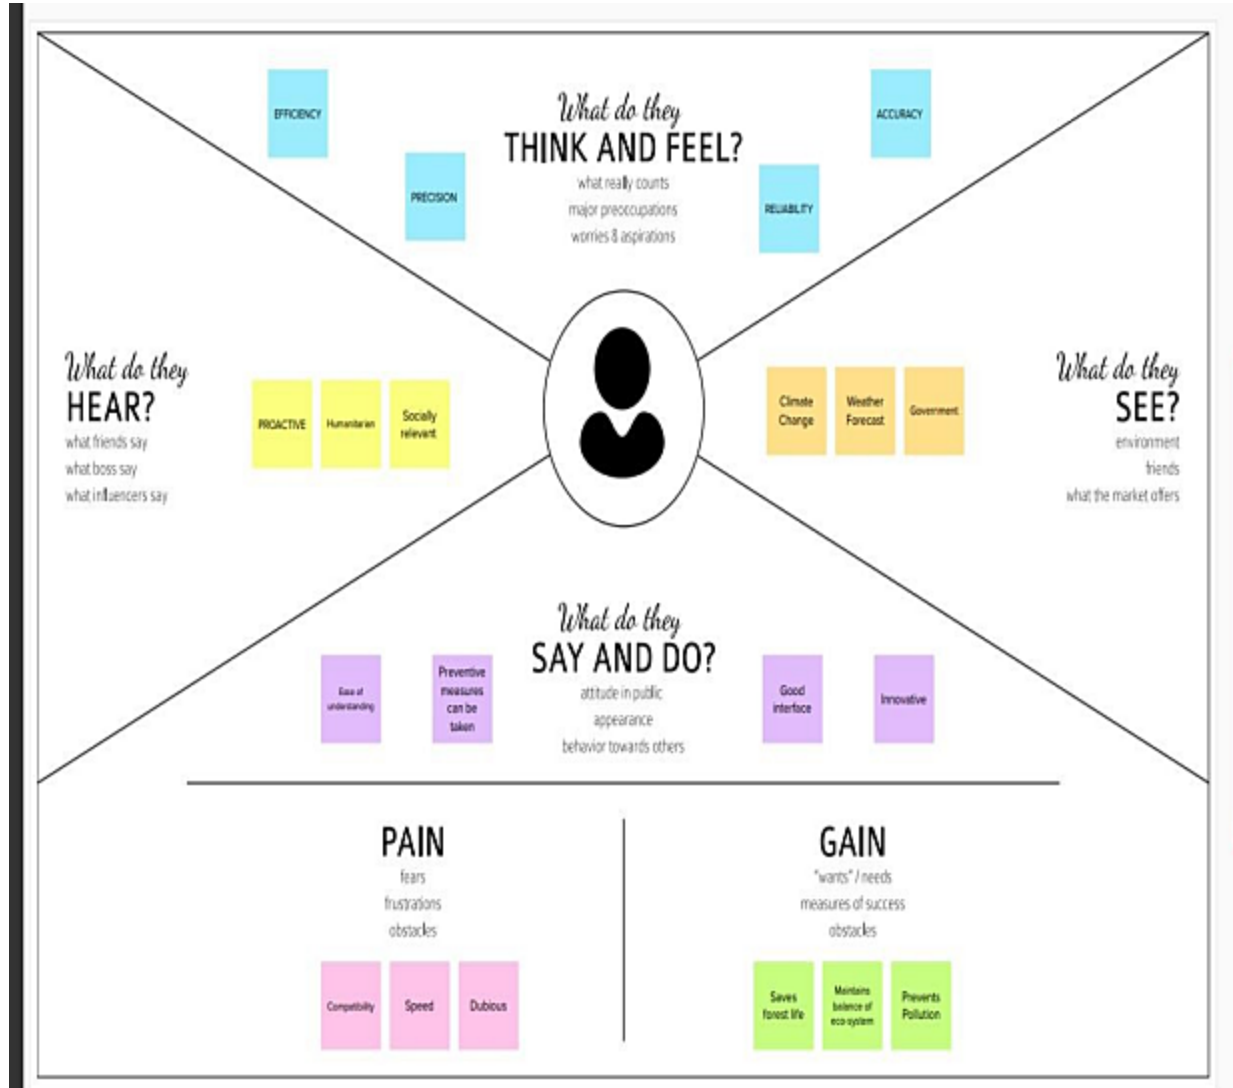 What do they
THINK AND FEEL?
what really counts
major preoccupations
worries & aspirations
EFFICIENCY
PRECISION
RELIABILITY
ACCURACY
What do they
HEAR?
what friends say
what boss say
what influencers say
PROACTIVE
Humanitarian
Socially
relevant
Climate
Change
Weather
Forecast
Government
What do they
SEE?
environment
friends
what the market offers
What do they
SAY AND DO?
attitude in public
appearance
behavior towards others
Ease of
understanding
Preventive
measures
can be
taken
Good
interface
Innovative
PAIN
fears
frustrations
obstacles
Compatibility
Speed
Dubious
GAIN
"wants" / needs
measures of success
obstacles
Saves
forest life
Maintains
balance of
eco-system
Prevents
Pollution